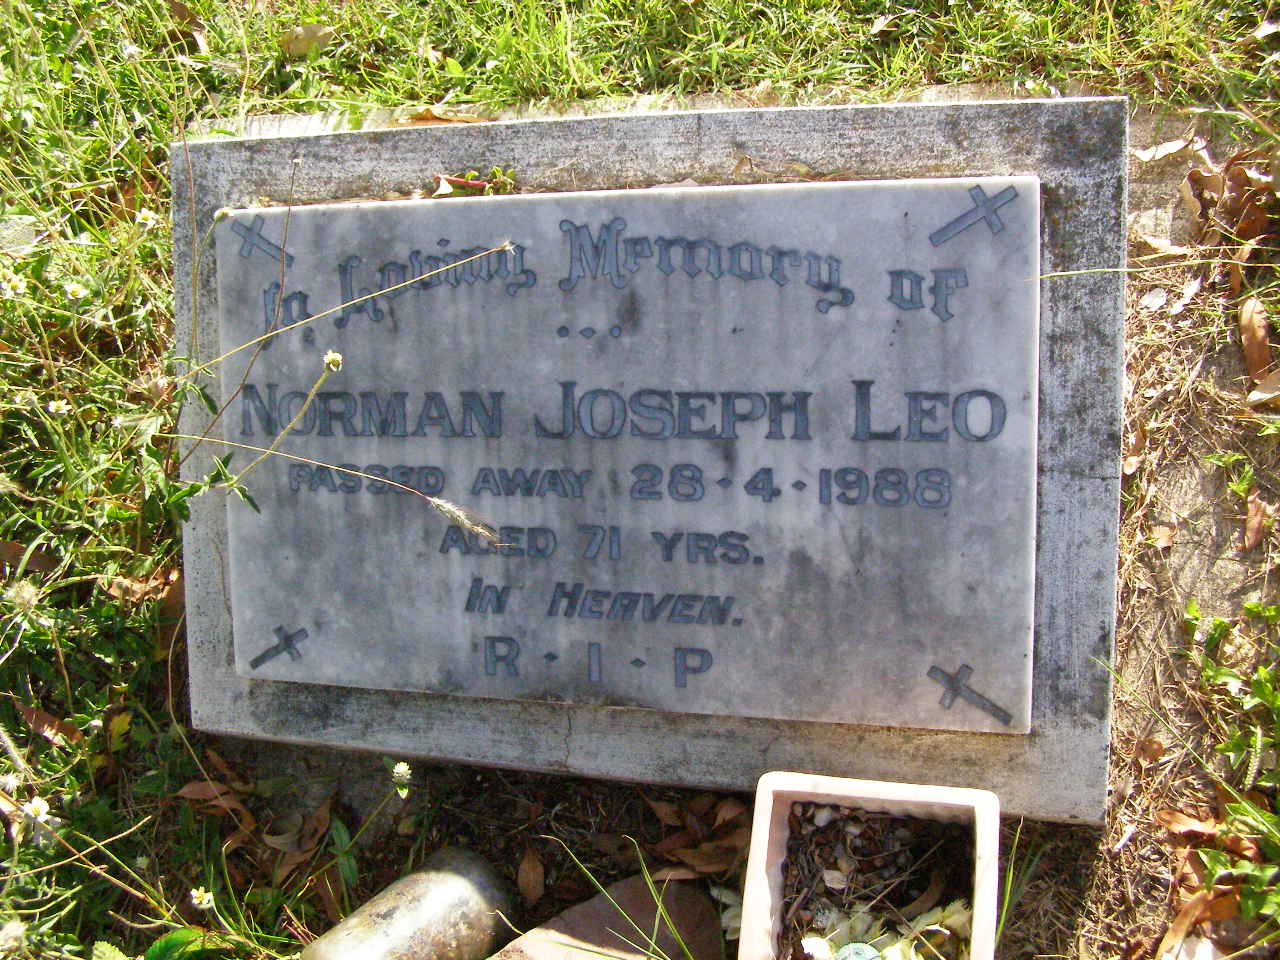 In Loving Memory of
...
NORMAN JOSEPH LEO
PASSED AWAY 28·4·1988
AGED 71 YRS.
IN HEAVEN.
R·I·P